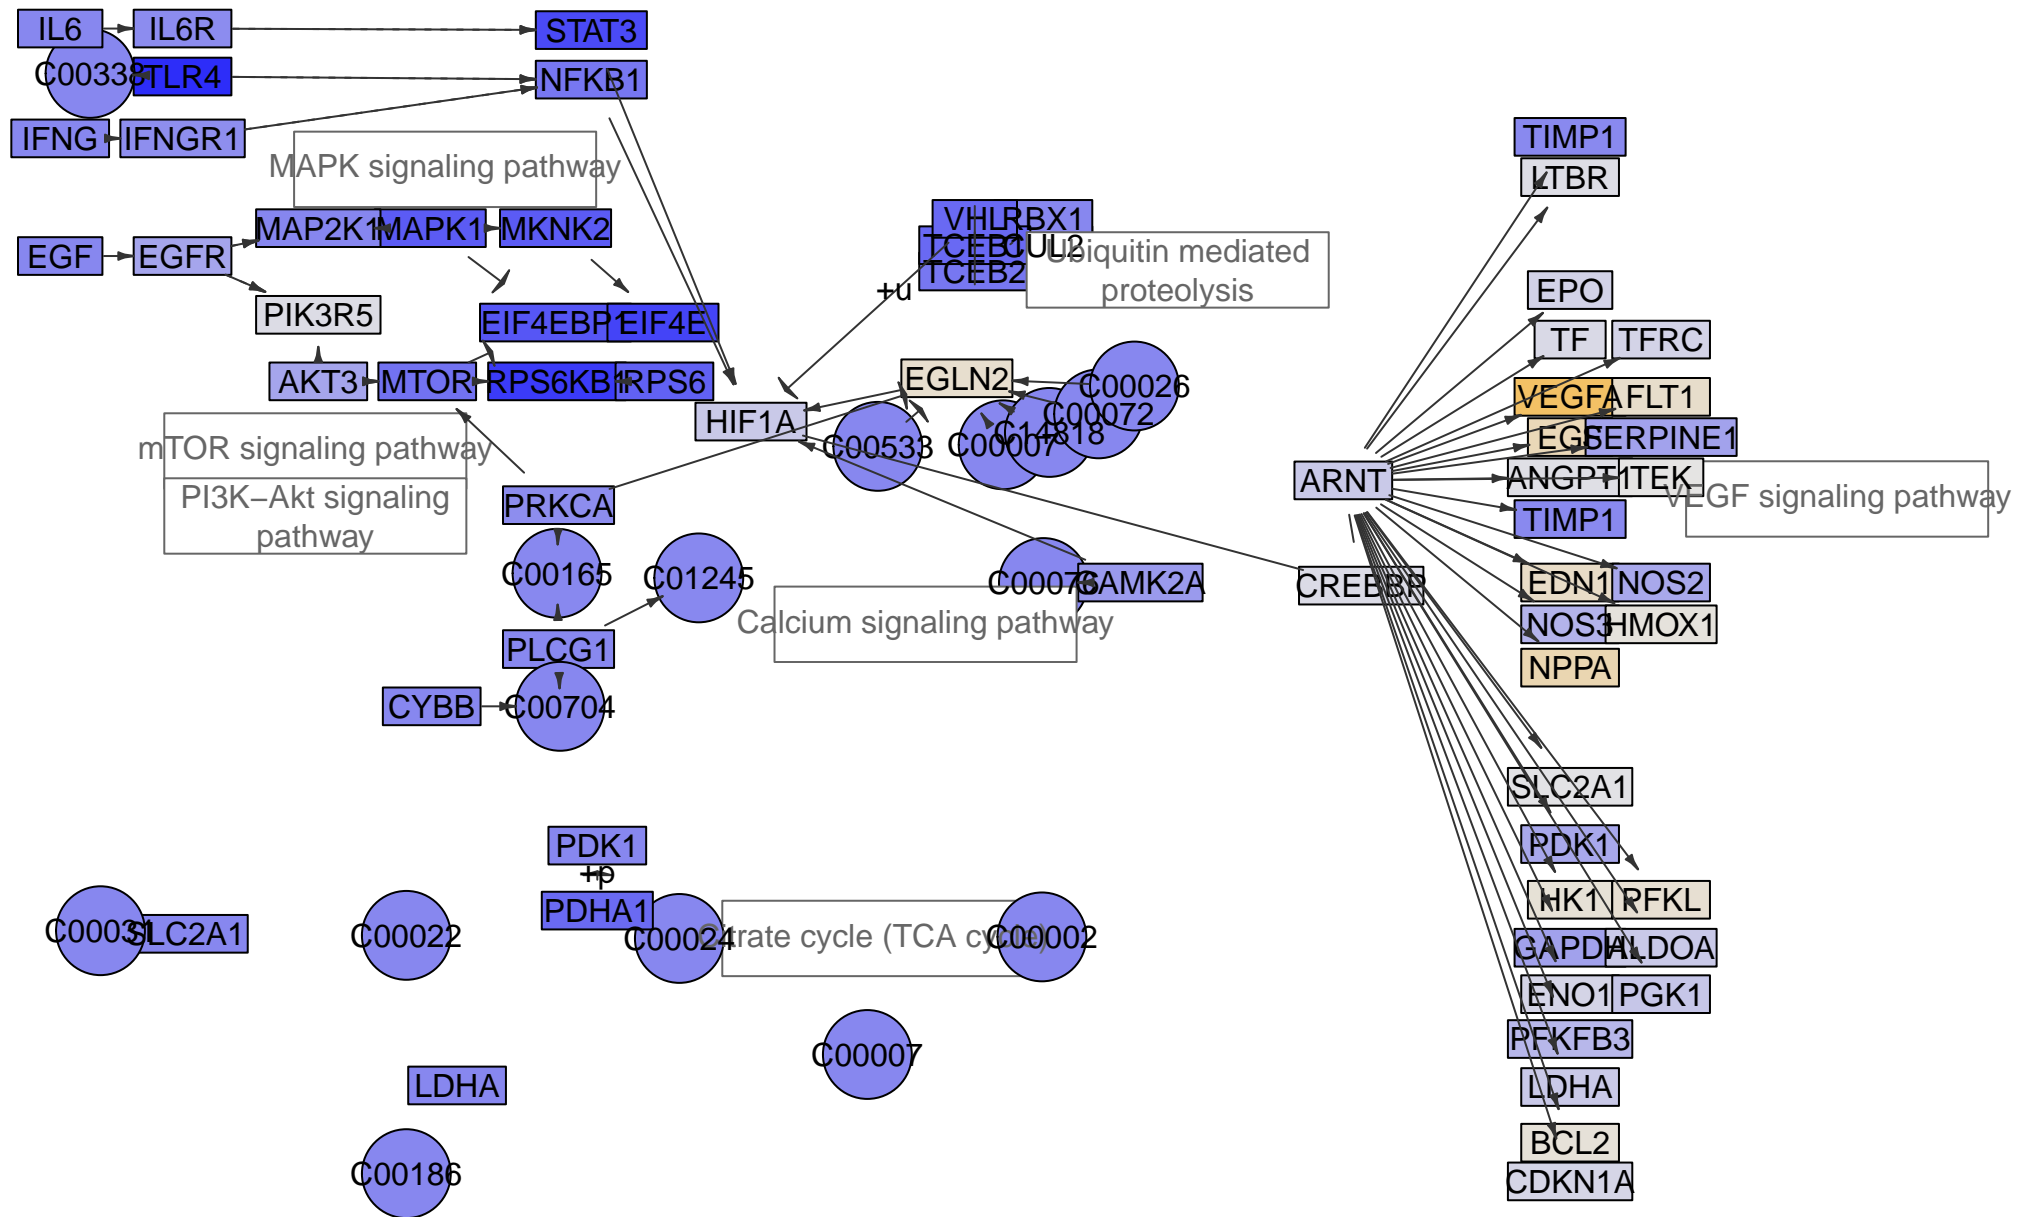 IL6
IL6R
STAT3
C00338
TLR4
NFKB1
IFNG
IFNGR1
MAPK signaling pathway
MAP2K1
MAPK1
MKNK2
EGF
EGFR
PIK3R5
EIF4EBP1
EIF4E
AKT3
MTOR
RPS6KB1
RPS6
mTOR signaling pathway
PI3K–Akt signaling
pathway
VHL
RBX1
TCEB1
CUL2
TCEB2
Ubiquitin mediated
proteolysis
+u
EGLN2
HIF1A
C00533
C00007
C14818
C00072
C00026
PRKCA
C00165
C01245
PLCG1
CYBB
C00704
C00076
CAMK2A
Calcium signaling pathway
CREBBP
ARNT
TIMP1
LTBR
EPO
TF
TFRC
VEGFA
FLT1
EGF
SERPINE1
ANGPT1
TEK
VEGF signaling pathway
TIMP1
EDN1
NOS2
NOS3
HMOX1
NPPA
SLC2A1
PDK1
HK1
PFKL
GAPDH
ALDOA
ENO1
PGK1
PFKFB3
LDHA
BCL2
CDKN1A
PDK1
+p
PDHA1
C00031
SLC2A1
C00022
C00024
Citrate cycle (TCA cycle)
C00002
C00007
LDHA
C00186